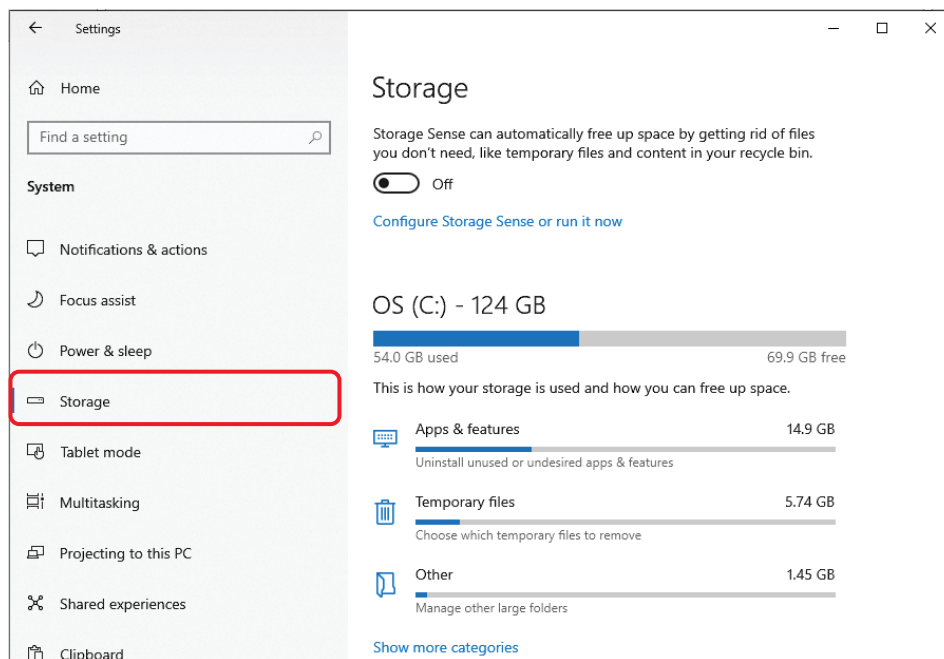 Settings
Home
Find a setting
System
Notifications & actions
Focus assist
Power & sleep
Storage
Tablet mode
Multitasking
Projecting to this PC
Shared experiences
Clipboard
Storage
Storage Sense can automatically free up space by getting rid of files
you don't need, like temporary files and content in your recycle bin.
Off
Configure Storage Sense or run it now
OS (C:) - 124 GB
54.0 GB used 69.9 GB free
This is how your storage is used and how you can free up space.
Apps & features 14.9 GB
Uninstall unused or undesired apps & features
Temporary files 5.74 GB
Choose which temporary files to remove
Other 1.45 GB
Manage other large folders
Show more categories